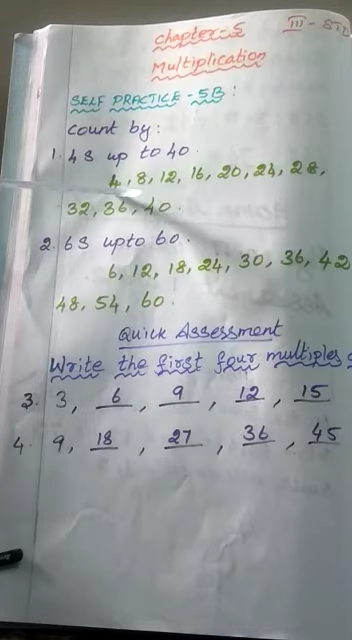 Chapter-5
III - STD
Multiplication
SELF PRACTICE - 5B:
Count by:
1. 4s up to 40.
4, 8, 12, 16, 20, 24, 28,
32, 36, 40.
2. 6s upto 60.
6, 12, 18, 24, 30, 36, 42
48, 54, 60.
Quick Assessment
Write the first four multiples
3. 3, 6, 9, 12, 15
4. 9, 18, 27, 36, 45